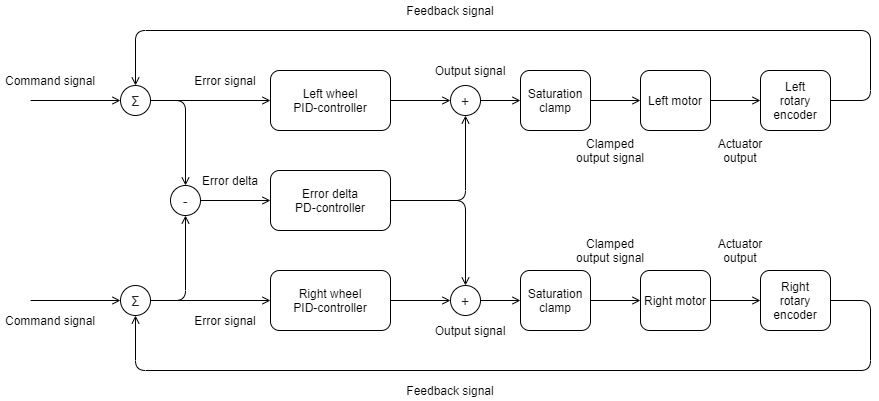 Feedback signal
Command signal
Σ
Error signal
Left wheel
PID-controller
Output signal
+
Saturation
clamp
Clamped
output signal
Left motor
Actuator
output
Left
rotary
encoder
-
Error delta
Error delta
PD-controller
Command signal
Σ
Error signal
Right wheel
PID-controller
+
Output signal
Saturation
clamp
Clamped
output signal
Right motor
Actuator
output
Right
rotary
encoder
Feedback signal